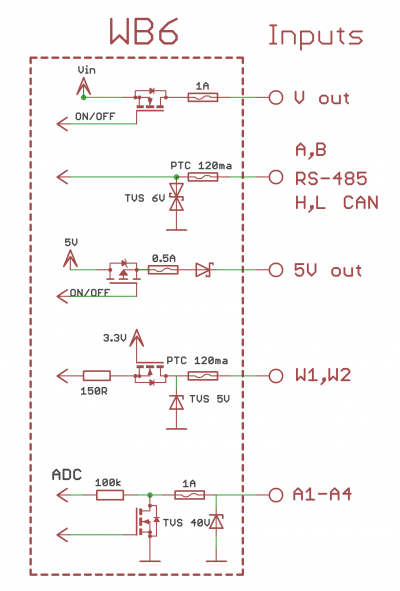 WB6 Inputs
Vin
1A
V out
ON/OFF
A,B
PTC 120ma
RS-485
TVS 6V
H,L CAN
5V
0.5A
5V out
ON/OFF
3.3V
PTC 120ma
W1,W2
150R
TVS 5V
ADC
100k
1A
A1-A4
TVS 40V